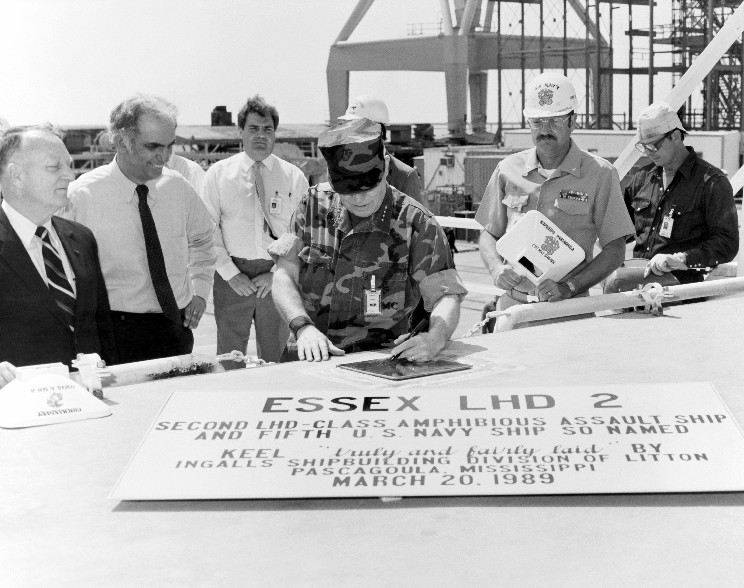 U.S. NAVY
ESSEX LHD 2
SECOND LHD-CLASS AMPHIBIOUS ASSAULT SHIP
AND FIFTH U.S. NAVY SHIP SO NAMED
KEEL "truly and fairly laid" BY
INGALLS SHIPBUILDING DIVISION OF LITTON
PASCAGOULA, MISSISSIPPI
MARCH 20, 1989